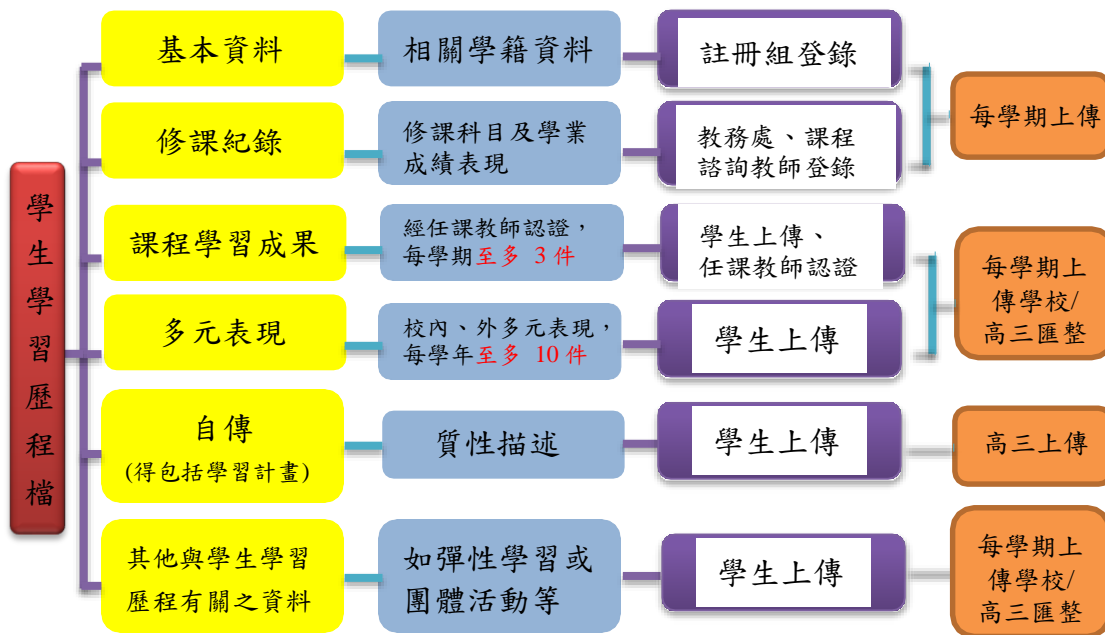 學生學習歷程檔
基本資料
相關學籍資料
註冊組登錄
修課紀錄
修課科目及學業
成績表現
教務處、課程
諮詢教師登錄
每學期上傳
課程學習成果
經任課教師認證，
每學期至多 3 件
學生上傳、
任課教師認證
多元表現
校內、外多元表現，
每學年至多 10 件
學生上傳
每學期上
傳學校/
高三匯整
自傳
(得包括學習計畫)
質性描述
學生上傳
高三上傳
其他與學生學習
歷程有關之資料
如彈性學習或
團體活動等
學生上傳
每學期上
傳學校/
高三匯整